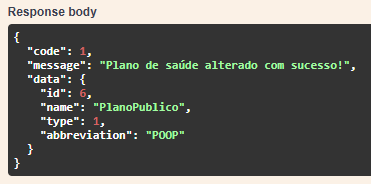 Response body
{
  "code": 1,
  "message": "Plano de saúde alterado com sucesso!",
  "data": {
    "id": 6,
    "name": "PlanoPublico",
    "type": 1,
    "abbreviation": "POOP"
  }
}